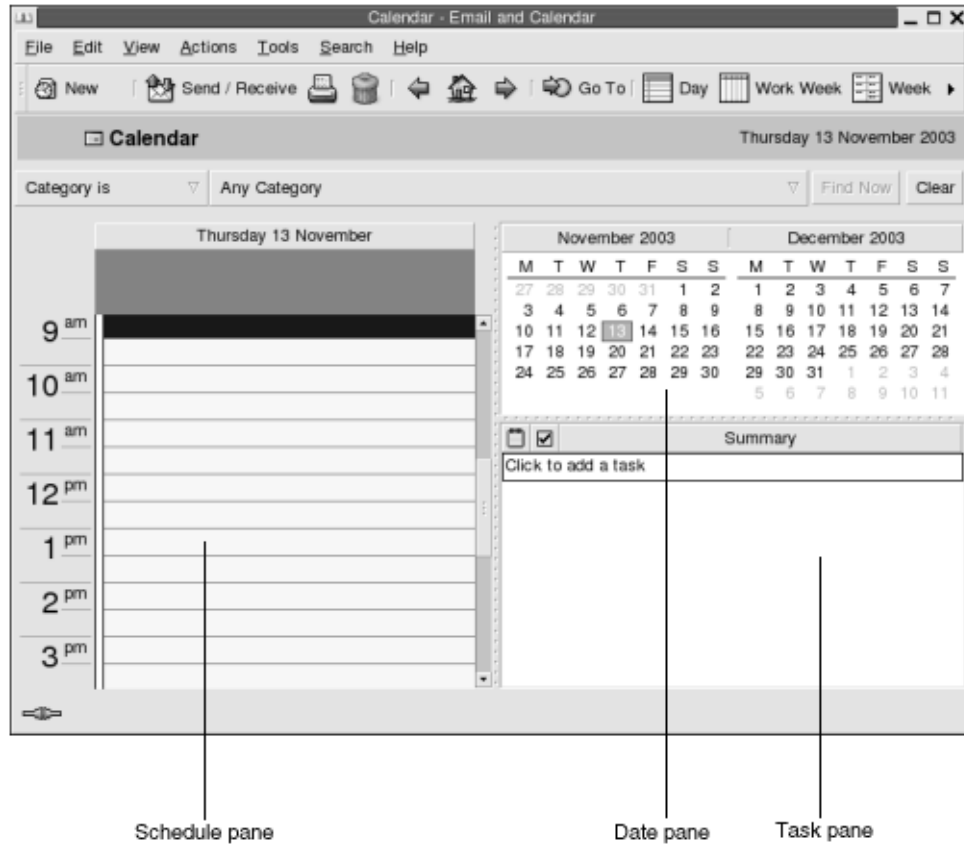 Calendar - Email and Calendar
File Edit View Actions Tools Search Help
New Send / Receive Go To Day Work Week Week
Calendar Thursday 13 November 2003
Category is Any Category Find Now Clear
Thursday 13 November
9 am
10 am
11 am
12 pm
1 pm
2 pm
3 pm
November 2003
M T W T F S S
27 28 29 30 31 1 2
3 4 5 6 7 8 9
10 11 12 13 14 15 16
17 18 19 20 21 22 23
24 25 26 27 28 29 30
December 2003
M T W T F S S
1 2 3 4 5 6 7
8 9 10 11 12 13 14
15 16 17 18 19 20 21
22 23 24 25 26 27 28
29 30 31 1 2 3 4
5 6 7 8 9 10 11
Summary
Click to add a task
Schedule pane Date pane Task pane